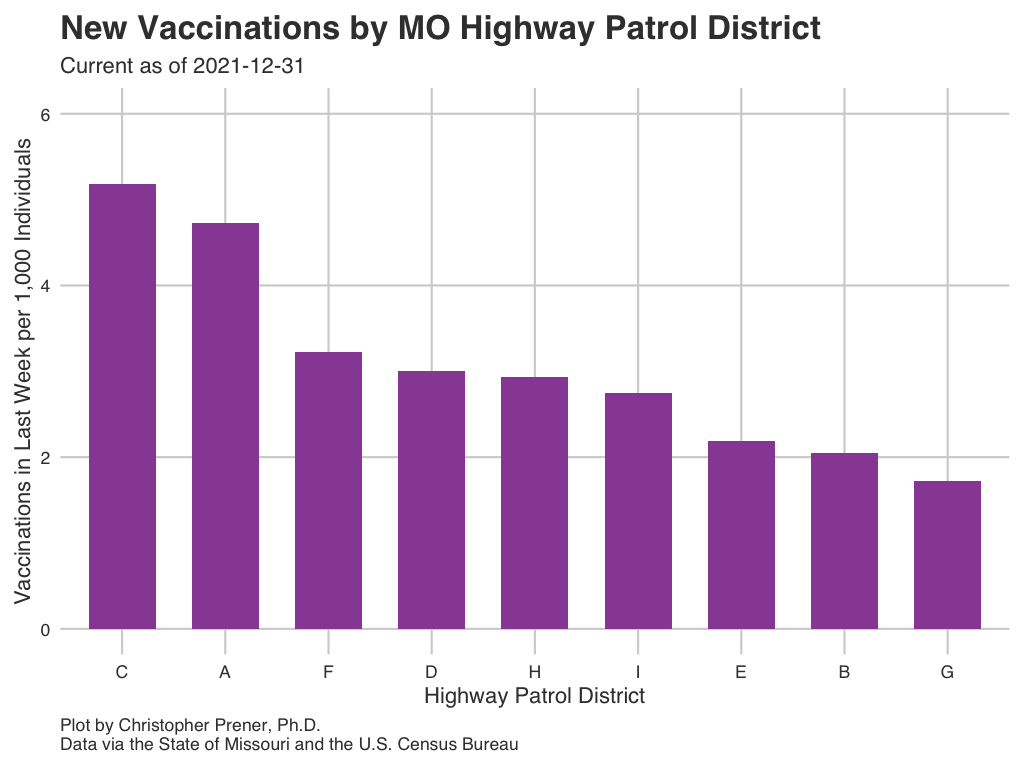 New Vaccinations by MO Highway Patrol District
Current as of 2021-12-31
Vaccinations in Last Week per 1,000 Individuals
6
4
2
0
C A F D H I E B G
Highway Patrol District
Plot by Christopher Prener, Ph.D.
Data via the State of Missouri and the U.S. Census Bureau